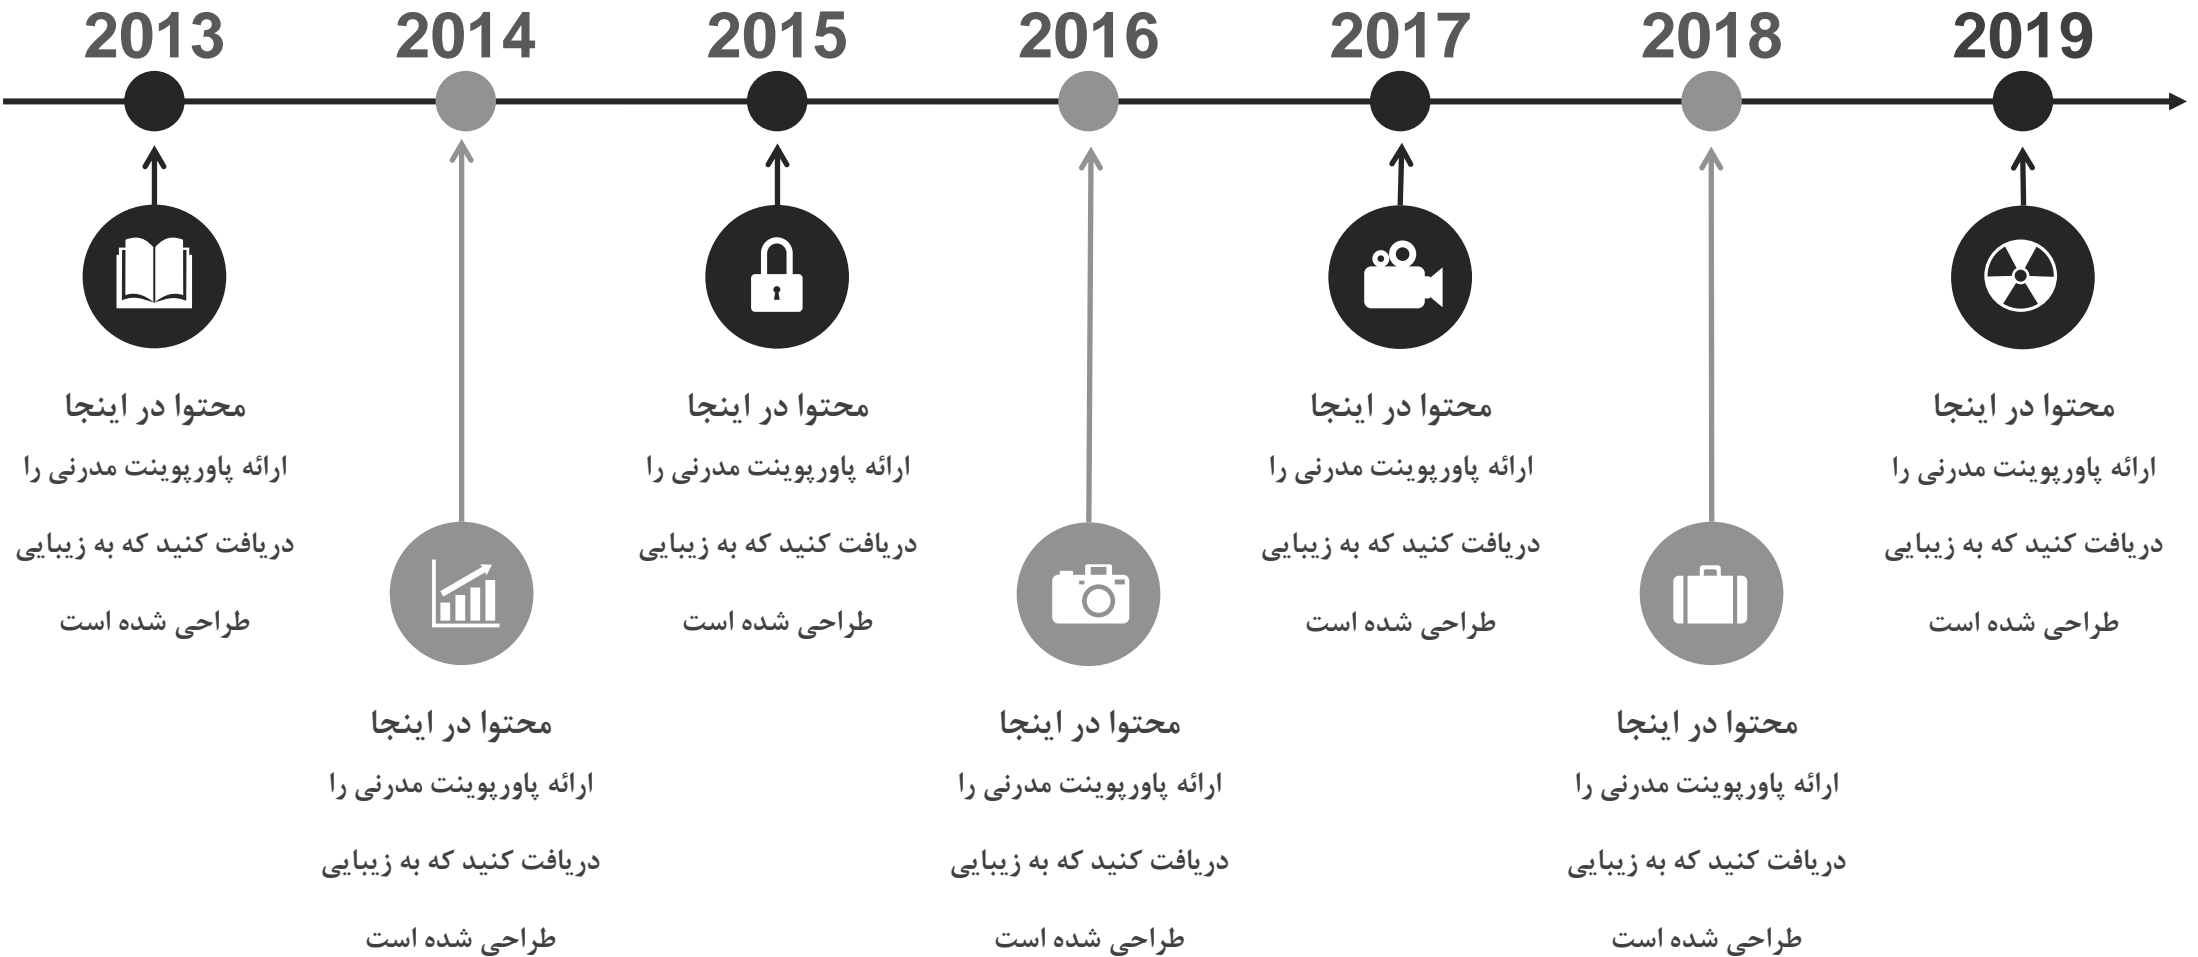 2013
2014
2015
2016
2017
2018
2019
محتوا در اینجا
ارائه پاورپوینت مدرنی را
دریافت کنید که به زیبایی
طراحی شده است
محتوا در اینجا
ارائه پاورپوینت مدرنی را
دریافت کنید که به زیبایی
طراحی شده است
محتوا در اینجا
ارائه پاورپوینت مدرنی را
دریافت کنید که به زیبایی
طراحی شده است
محتوا در اینجا
ارائه پاورپوینت مدرنی را
دریافت کنید که به زیبایی
طراحی شده است
محتوا در اینجا
ارائه پاورپوینت مدرنی را
دریافت کنید که به زیبایی
طراحی شده است
محتوا در اینجا
ارائه پاورپوینت مدرنی را
دریافت کنید که به زیبایی
طراحی شده است
محتوا در اینجا
ارائه پاورپوینت مدرنی را
دریافت کنید که به زیبایی
طراحی شده است